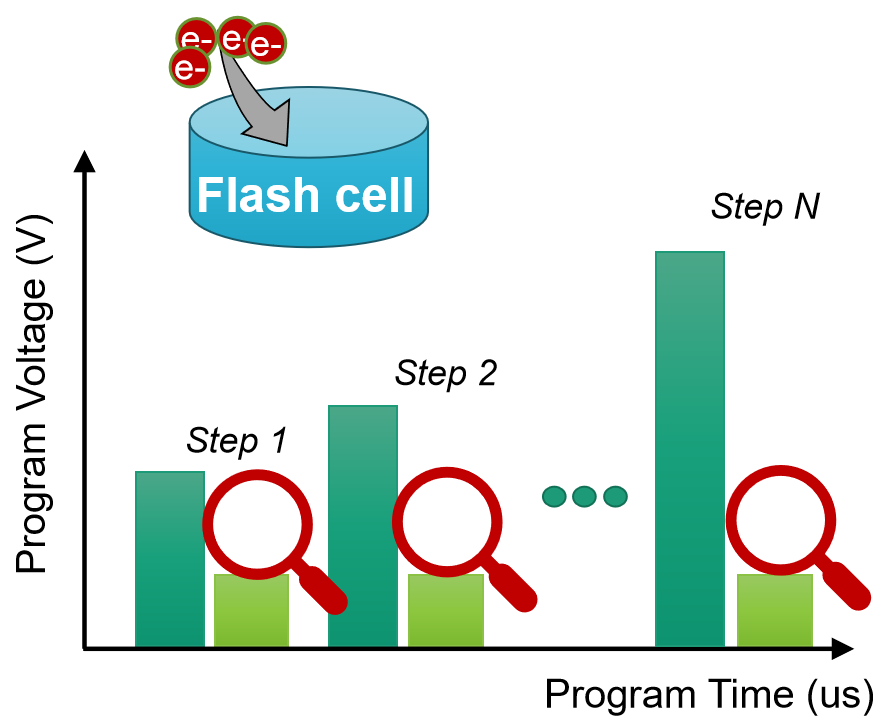 e- e- e-
e-
Flash cell
Step N
Step 2
Step 1
Program Voltage (V)
Program Time (us)